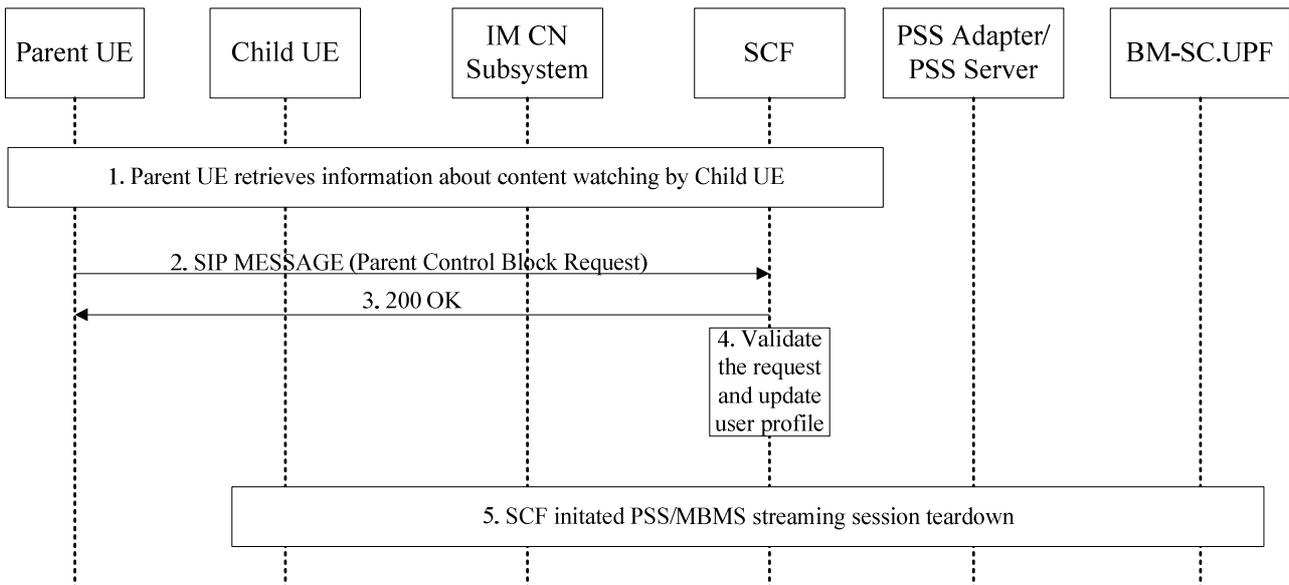 Parent UE
Child UE
IM CN
Subsystem
SCF
PSS Adapter/
PSS Server
BM-SC.UPF
1. Parent UE retrieves information about content watching by Child UE
2. SIP MESSAGE (Parent Control Block Request)
3. 200 OK
4. Validate
the request
and update
user profile
5. SCF initated PSS/MBMS streaming session teardown